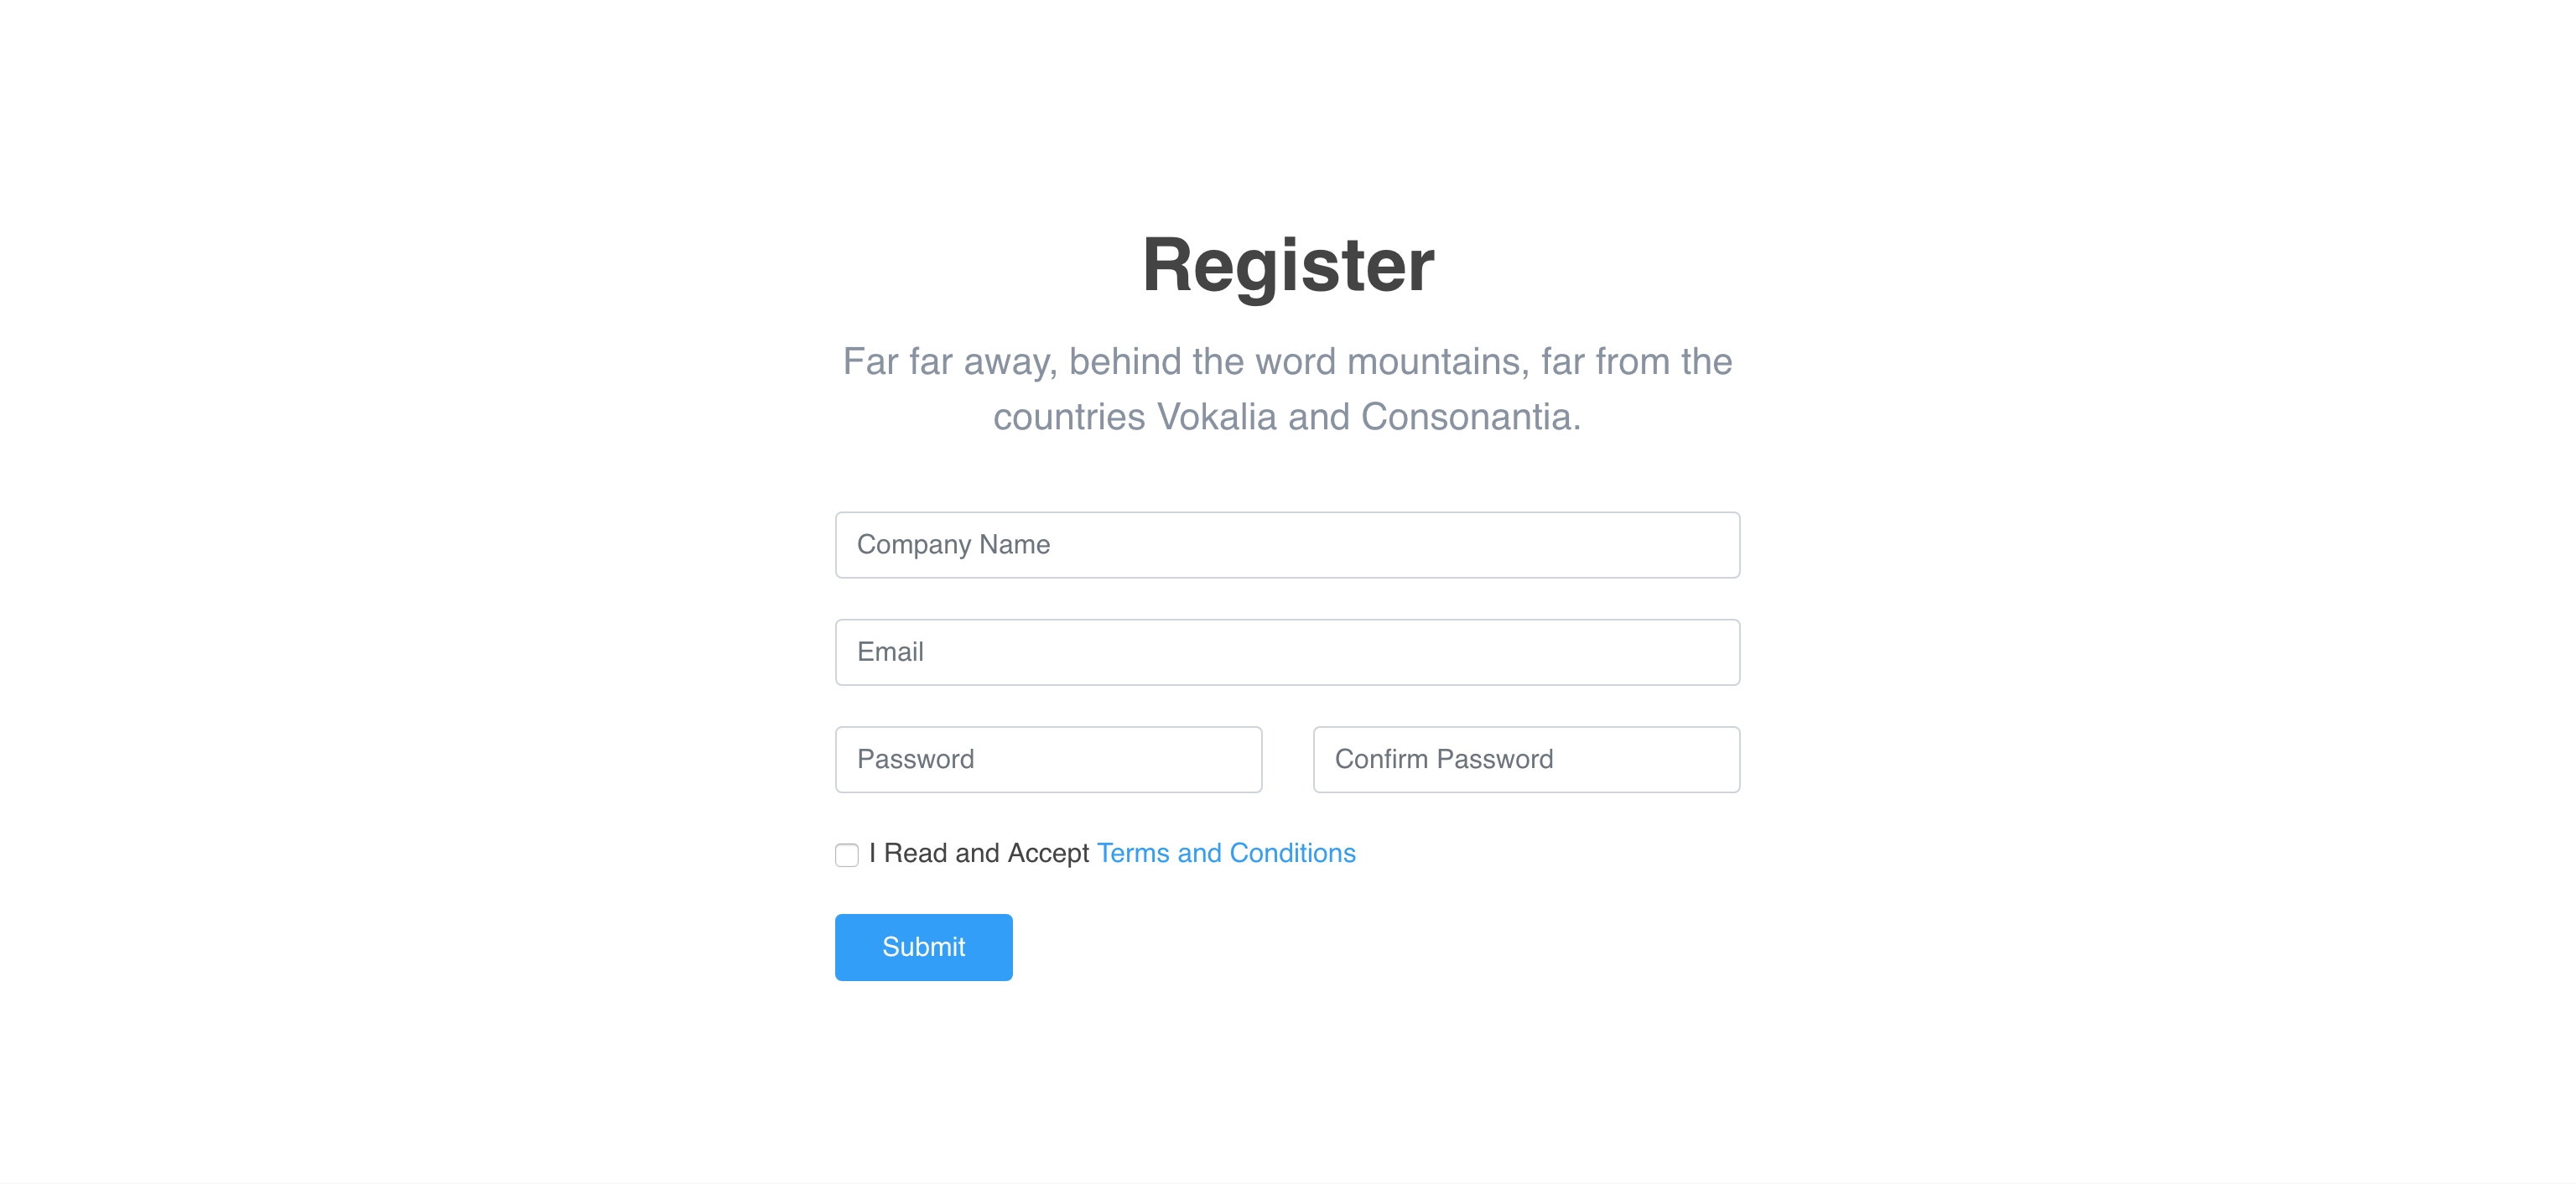 Register
Far far away, behind the word mountains, far from the
countries Vokalia and Consonantia.
Company Name
Email
Password
Confirm Password
I Read and Accept Terms and Conditions
Submit